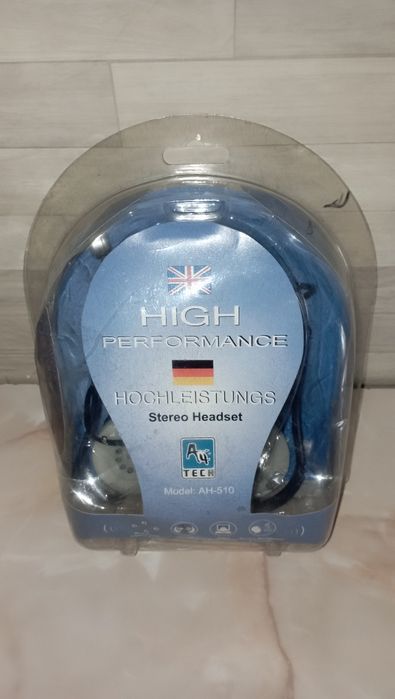 HIGH
PERFORMANCE
HOCHLEISTUNGS
Stereo Headset
A4
TECH
Model: AH-510